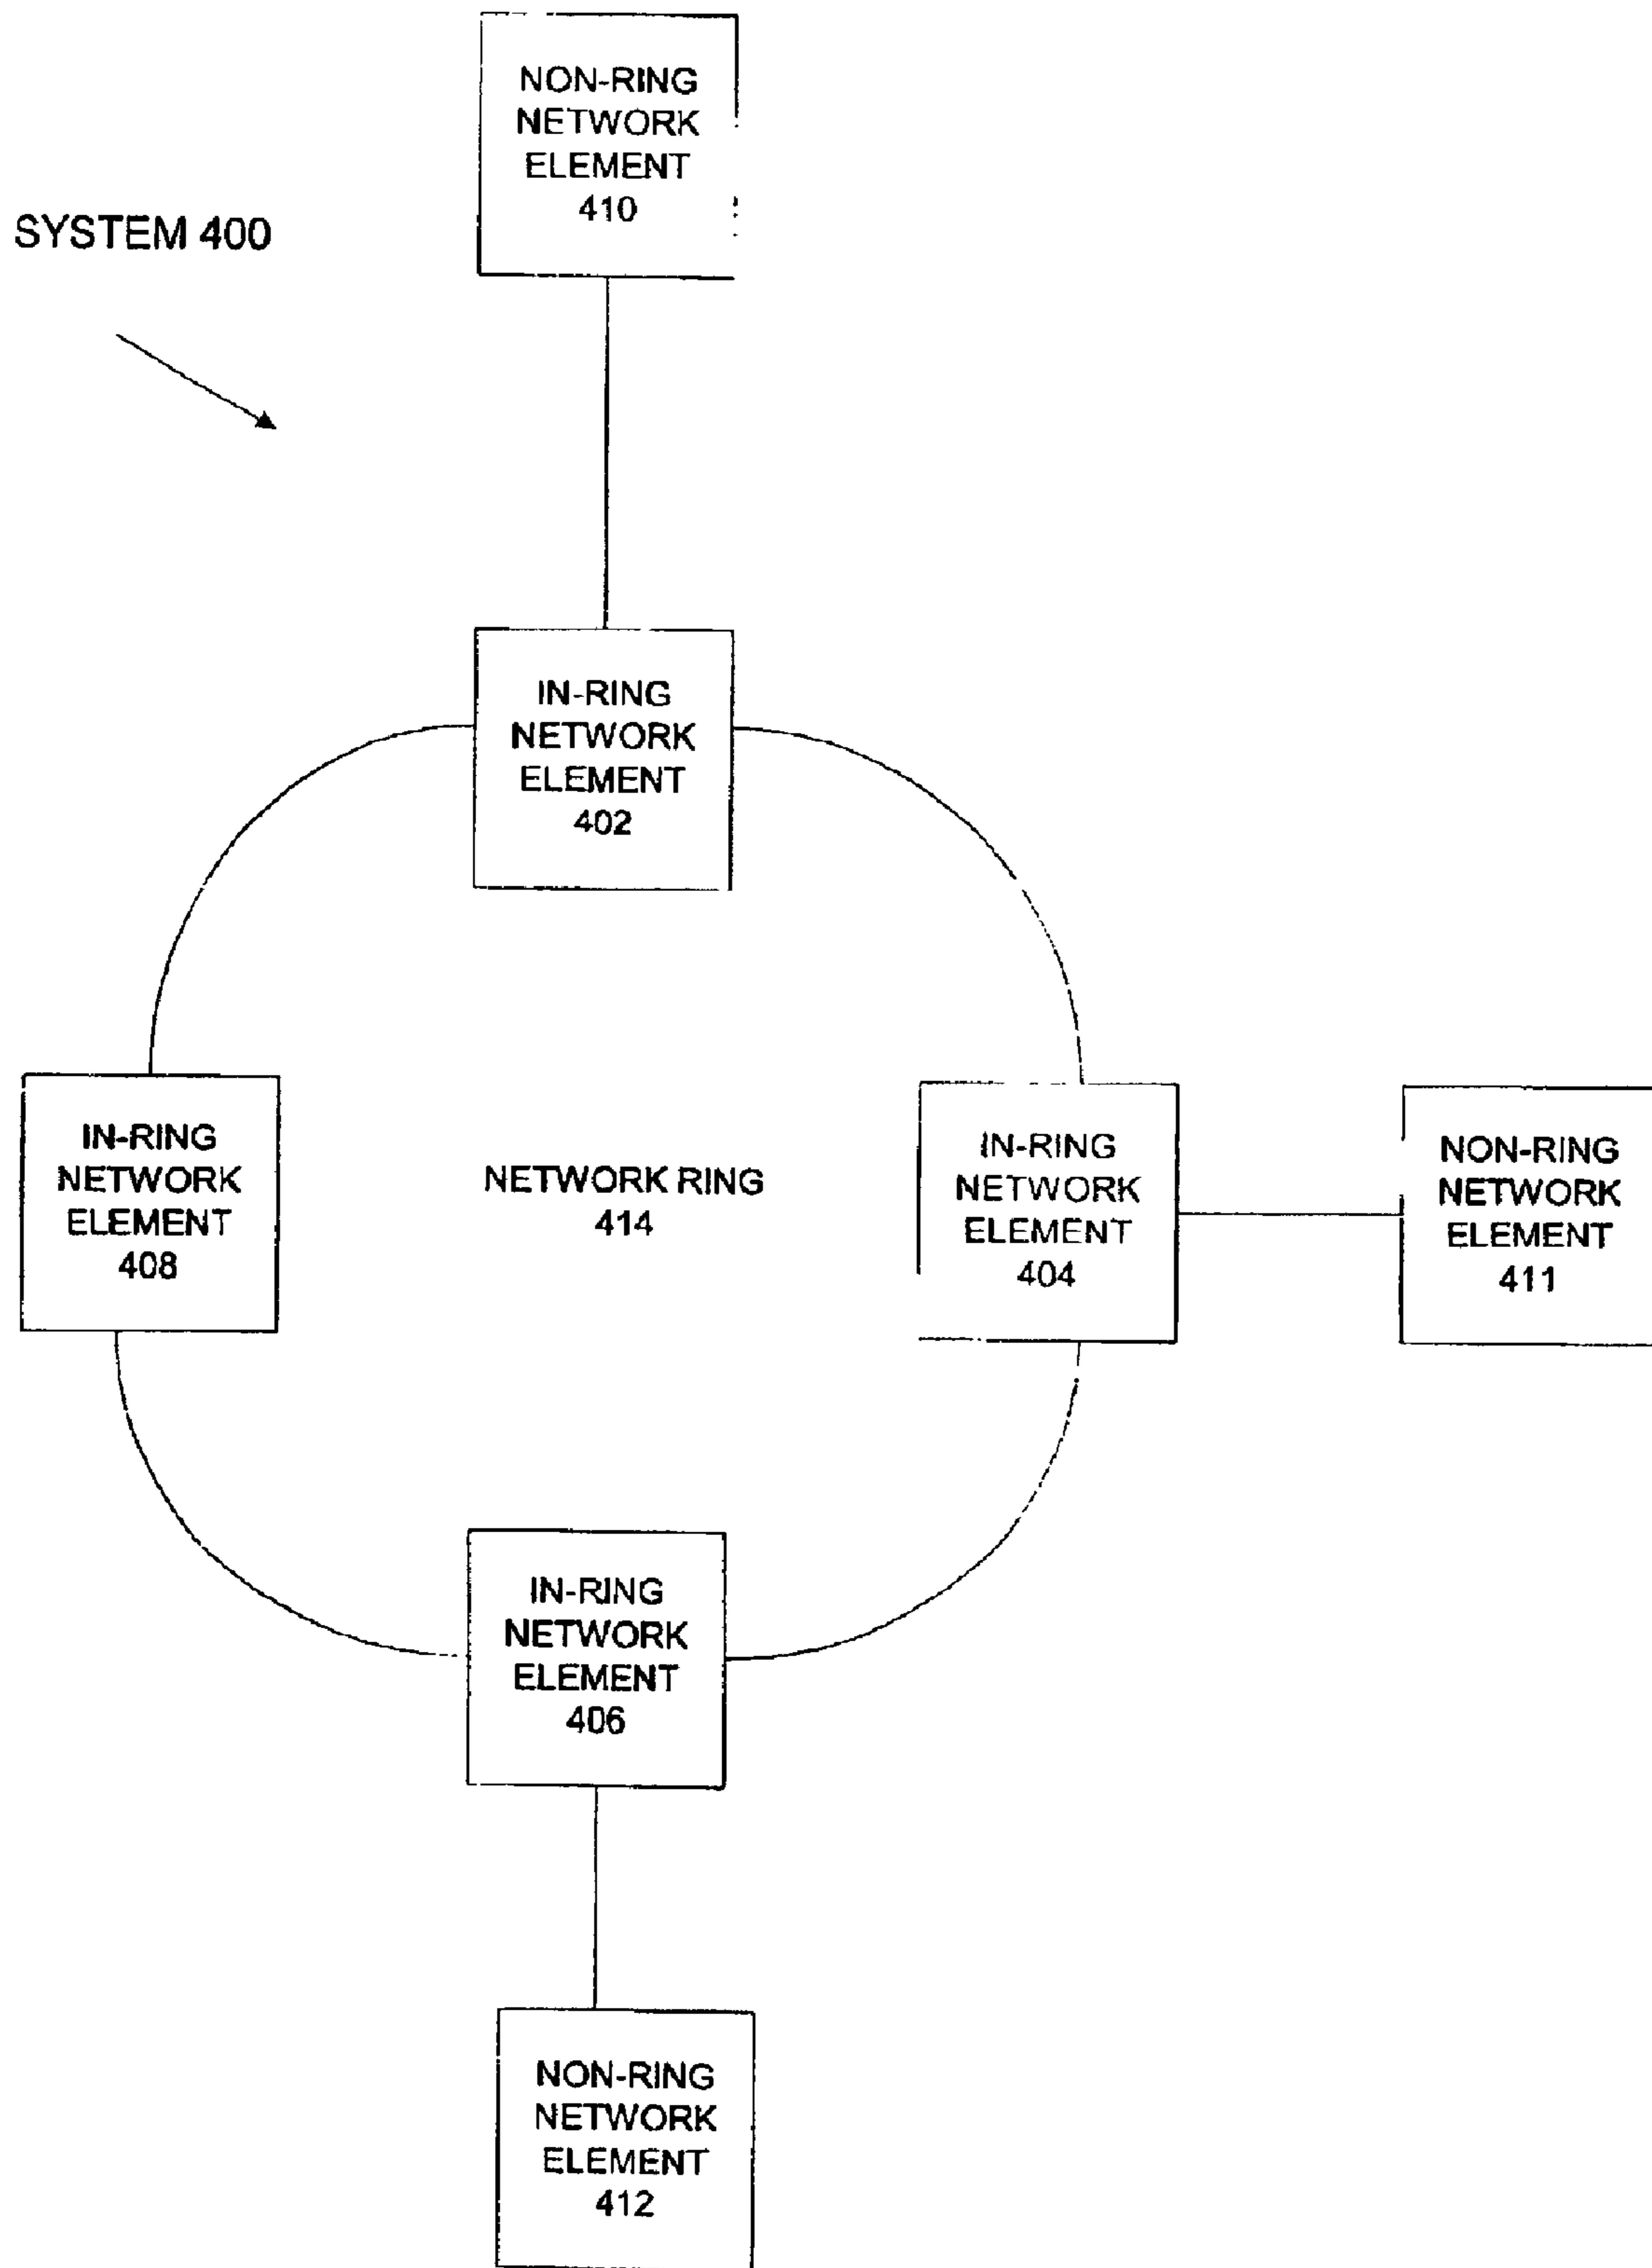 NON-RING
NETWORK
ELEMENT
410
SYSTEM 400
IN-RING
NETWORK
ELEMENT
402
IN-RING
NETWORK
ELEMENT
408
NETWORK RING
414
IN-RING
NETWORK
ELEMENT
404
NON-RING
NETWORK
ELEMENT
411
IN-RING
NETWORK
ELEMENT
406
NON-RING
NETWORK
ELEMENT
412